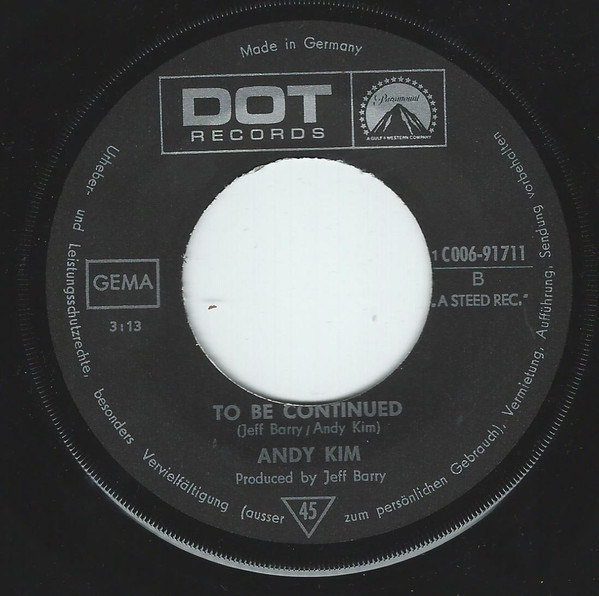 Made in Germany
DOT
RECORDS
Paramount
A GULF+WESTERN COMPANY
Urheber- und Leistungsschutzrechte, besonders Vervielfältigung (ausser zum persönlichen Gebrauch), Vermietung, Aufführung, Sendung vorbehalten
GEMA
3:13
1 C006-91711
B
„A STEED REC."
TO BE CONTINUED
(Jeff Barry/Andy Kim)
ANDY KIM
Produced by Jeff Barry
45